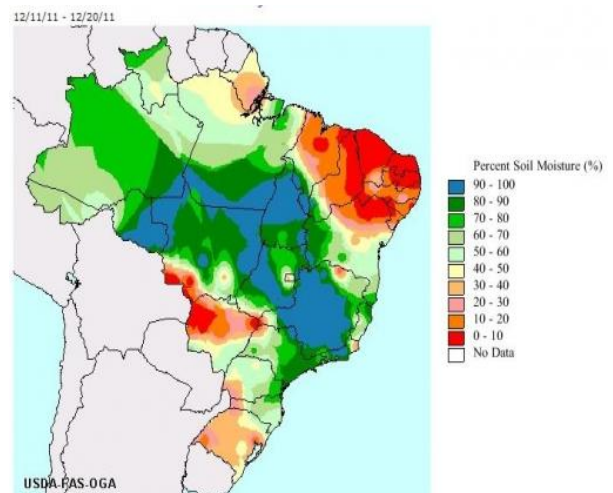 12/11/11 - 12/20/11
Percent Soil Moisture (%)
90 - 100
80 - 90
70 - 80
60 - 70
50 - 60
40 - 50
30 - 40
20 - 30
10 - 20
0 - 10
No Data
USDA-FAS-OGA